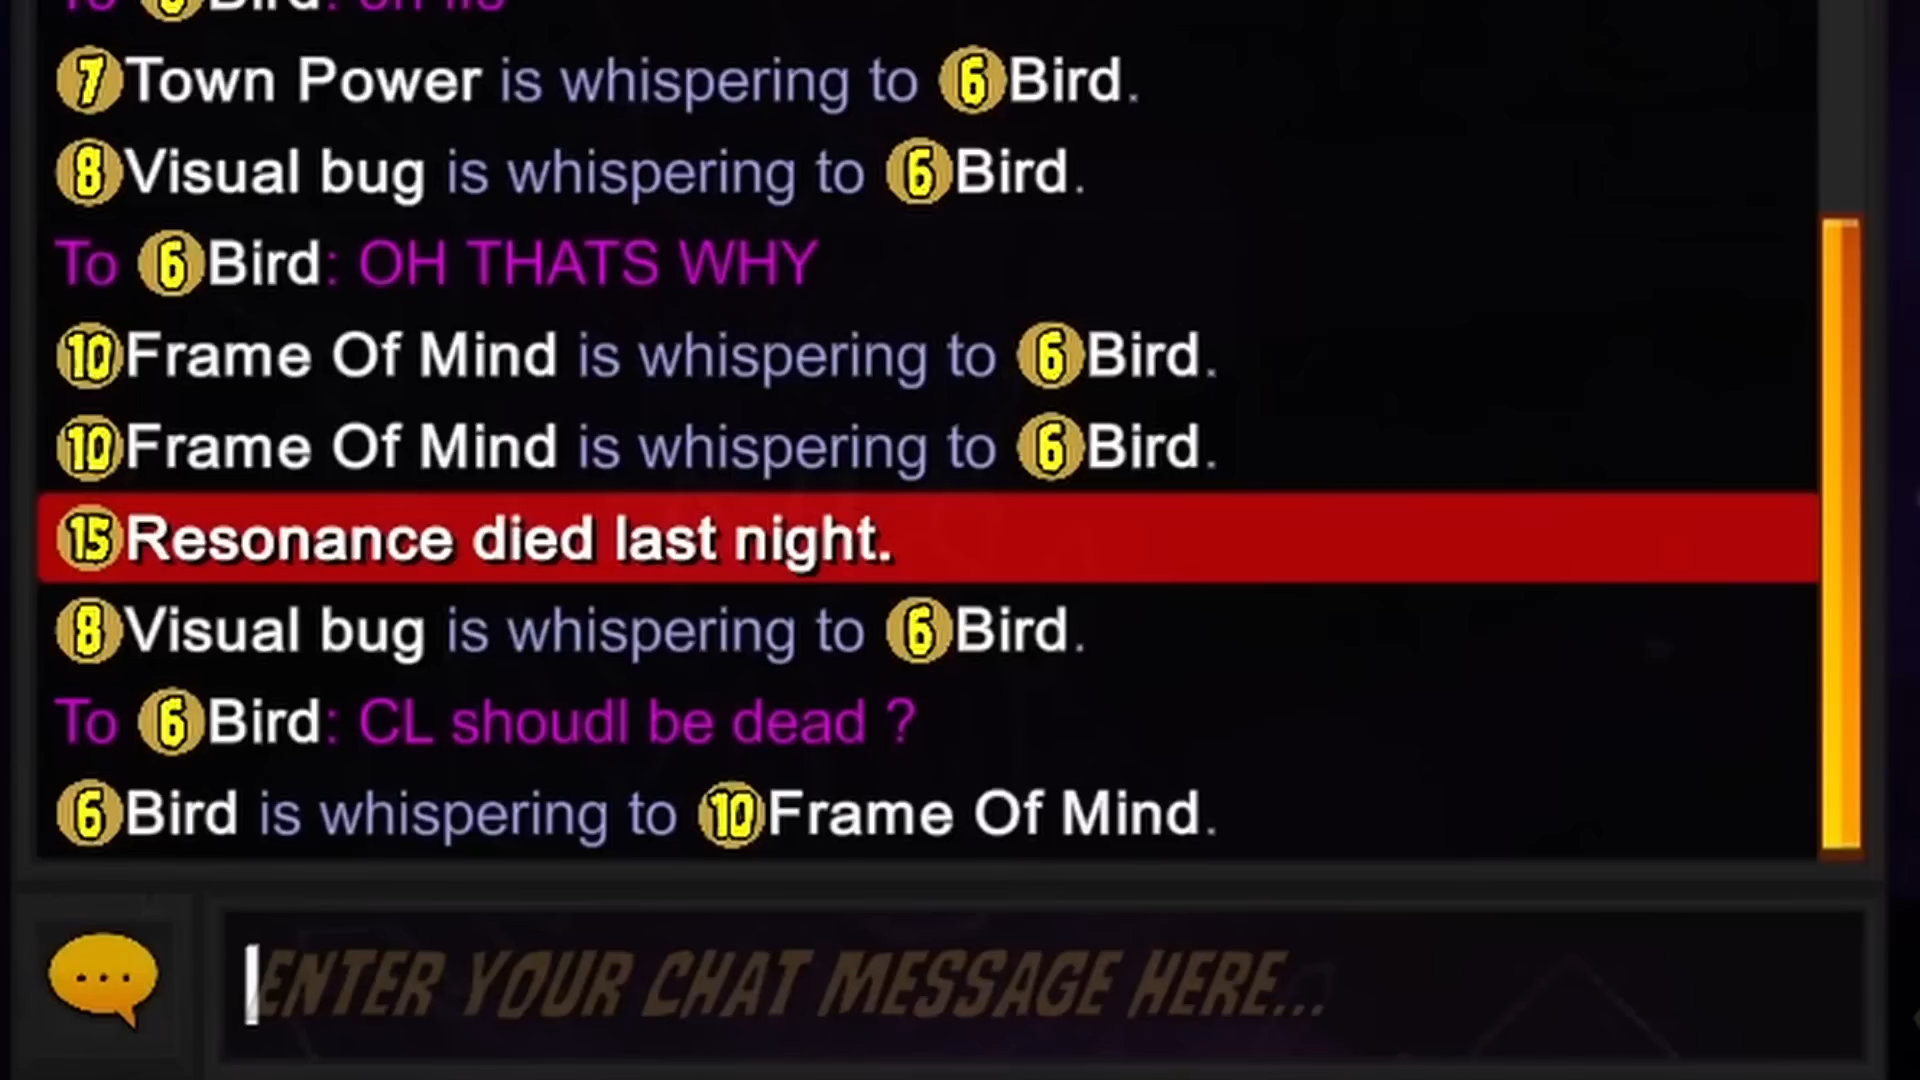 To 6 Bird:
7 Town Power is whispering to 6 Bird.
8 Visual bug is whispering to 6 Bird.
To 6 Bird: OH THATS WHY
10 Frame Of Mind is whispering to 6 Bird.
10 Frame Of Mind is whispering to 6 Bird.
15 Resonance died last night.
8 Visual bug is whispering to 6 Bird.
To 6 Bird: CL shoudl be dead ?
6 Bird is whispering to 10 Frame Of Mind.
ENTER YOUR CHAT MESSAGE HERE...